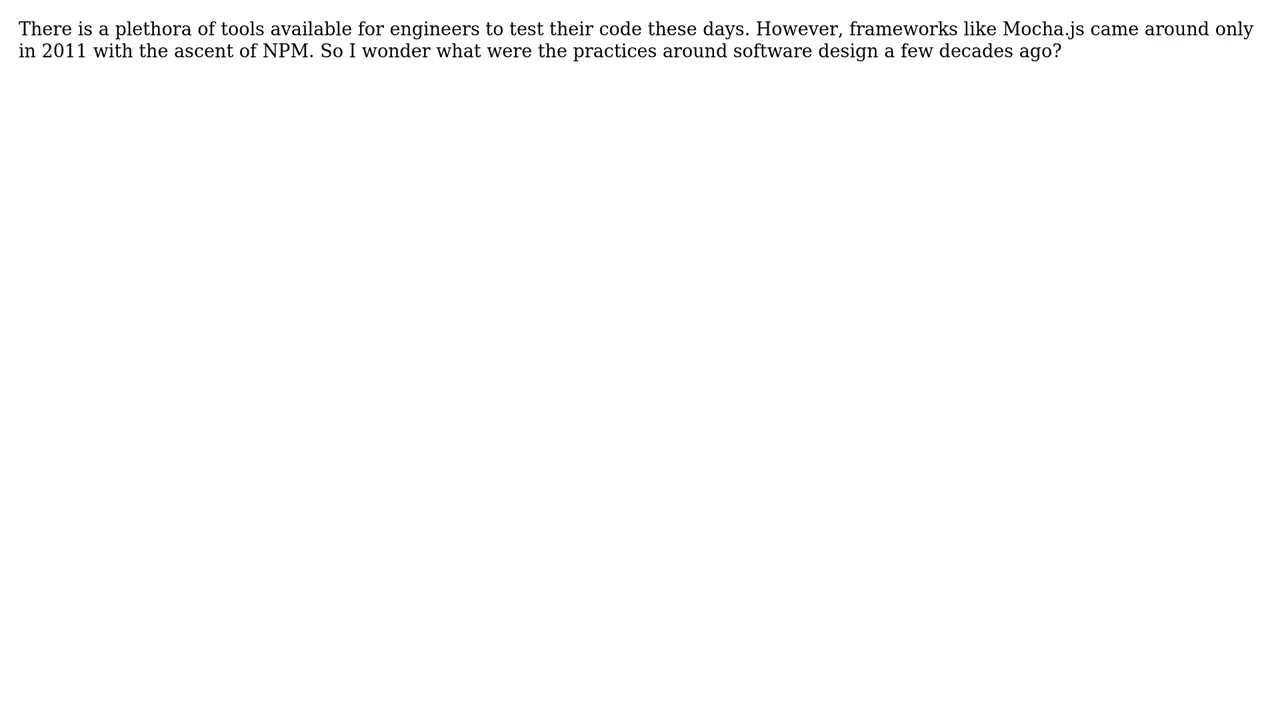 There is a plethora of tools available for engineers to test their code these days. However, frameworks like Mocha.js came around only
in 2011 with the ascent of NPM. So I wonder what were the practices around software design a few decades ago?